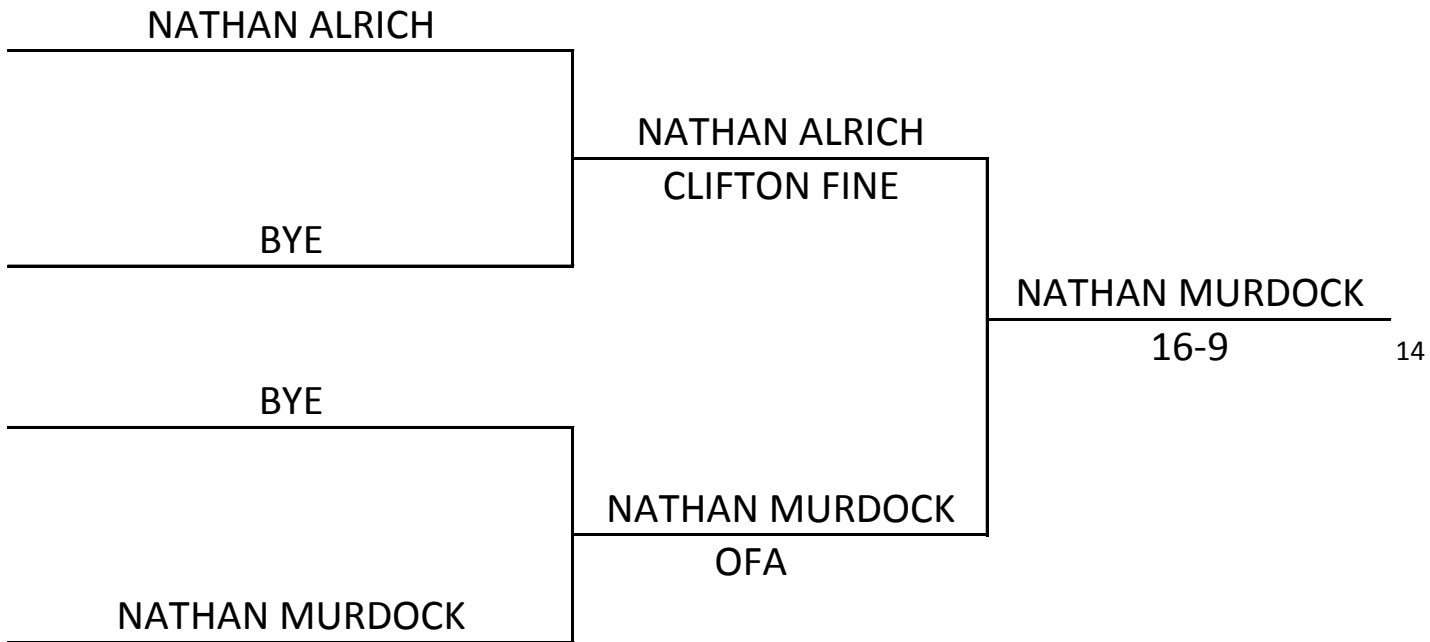 NATHAN ALRICH
NATHAN ALRICH
CLIFTON FINE
BYE
NATHAN MURDOCK
16-9
14
BYE
NATHAN MURDOCK
OFA
NATHAN MURDOCK